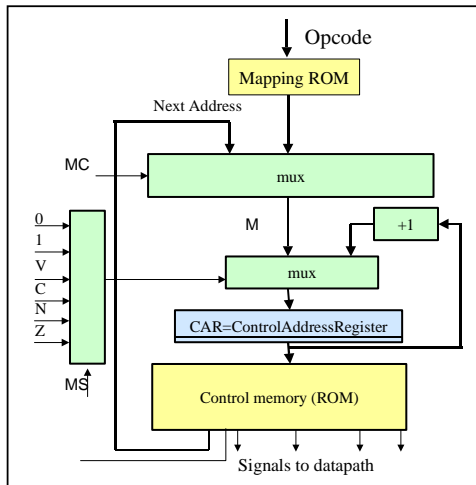 Opcode
Mapping ROM
Next Address
MC
mux
M
+1
0
1
V
C
N
Z
mux
CAR=ControlAddressRegister
MS
Control memory (ROM)
Signals to datapath